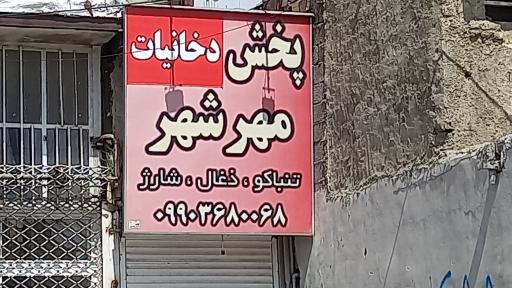 پخش دخانیات
مهرشهر
تنباکو ، ذغال ، شارژ
۰۹۹۰۳۶۸۰۰۶۸